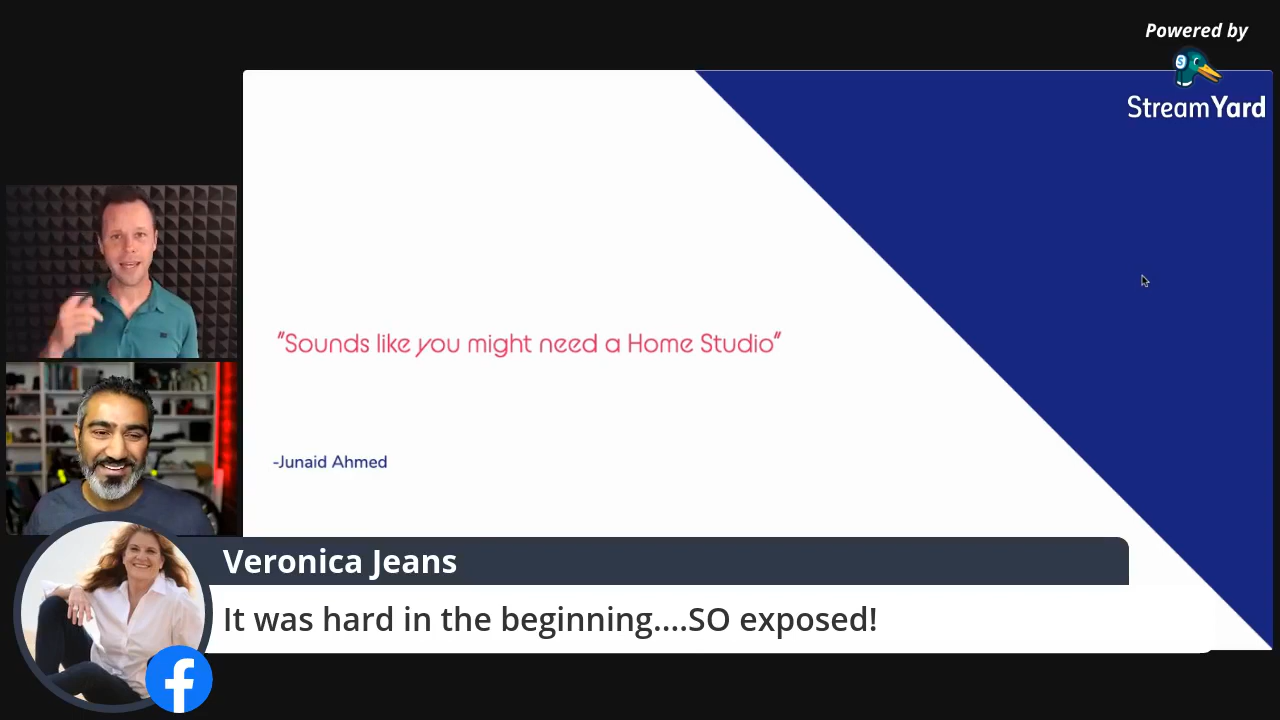 Powered by
StreamYard
"Sounds like you might need a Home Studio"
-Junaid Ahmed
Veronica Jeans
It was hard in the beginning....SO exposed!